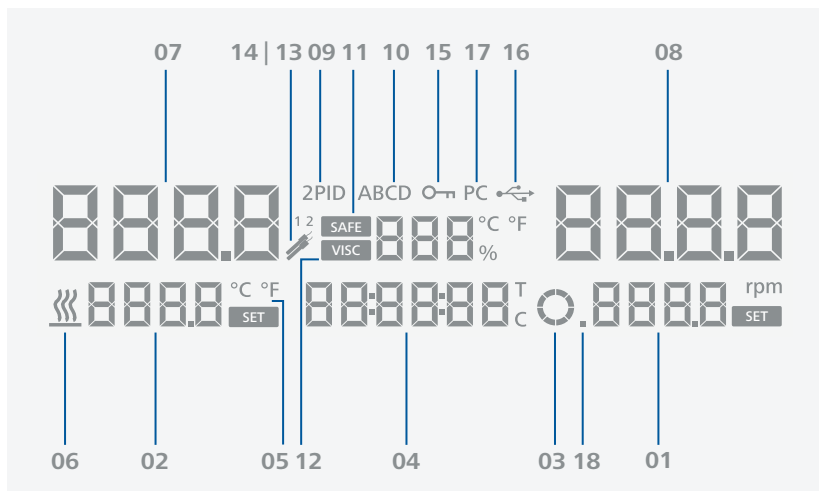 07 14 | 13 09 11 10 15 17 16 08
2PID ABCD PC
888.8 1 2 SAFE 888 °C °F 88.8.8
VISC %
888.8 °C °F 88:88:88 T .888.8 rpm
SET C SET
06 02 05 12 04 03 18 01